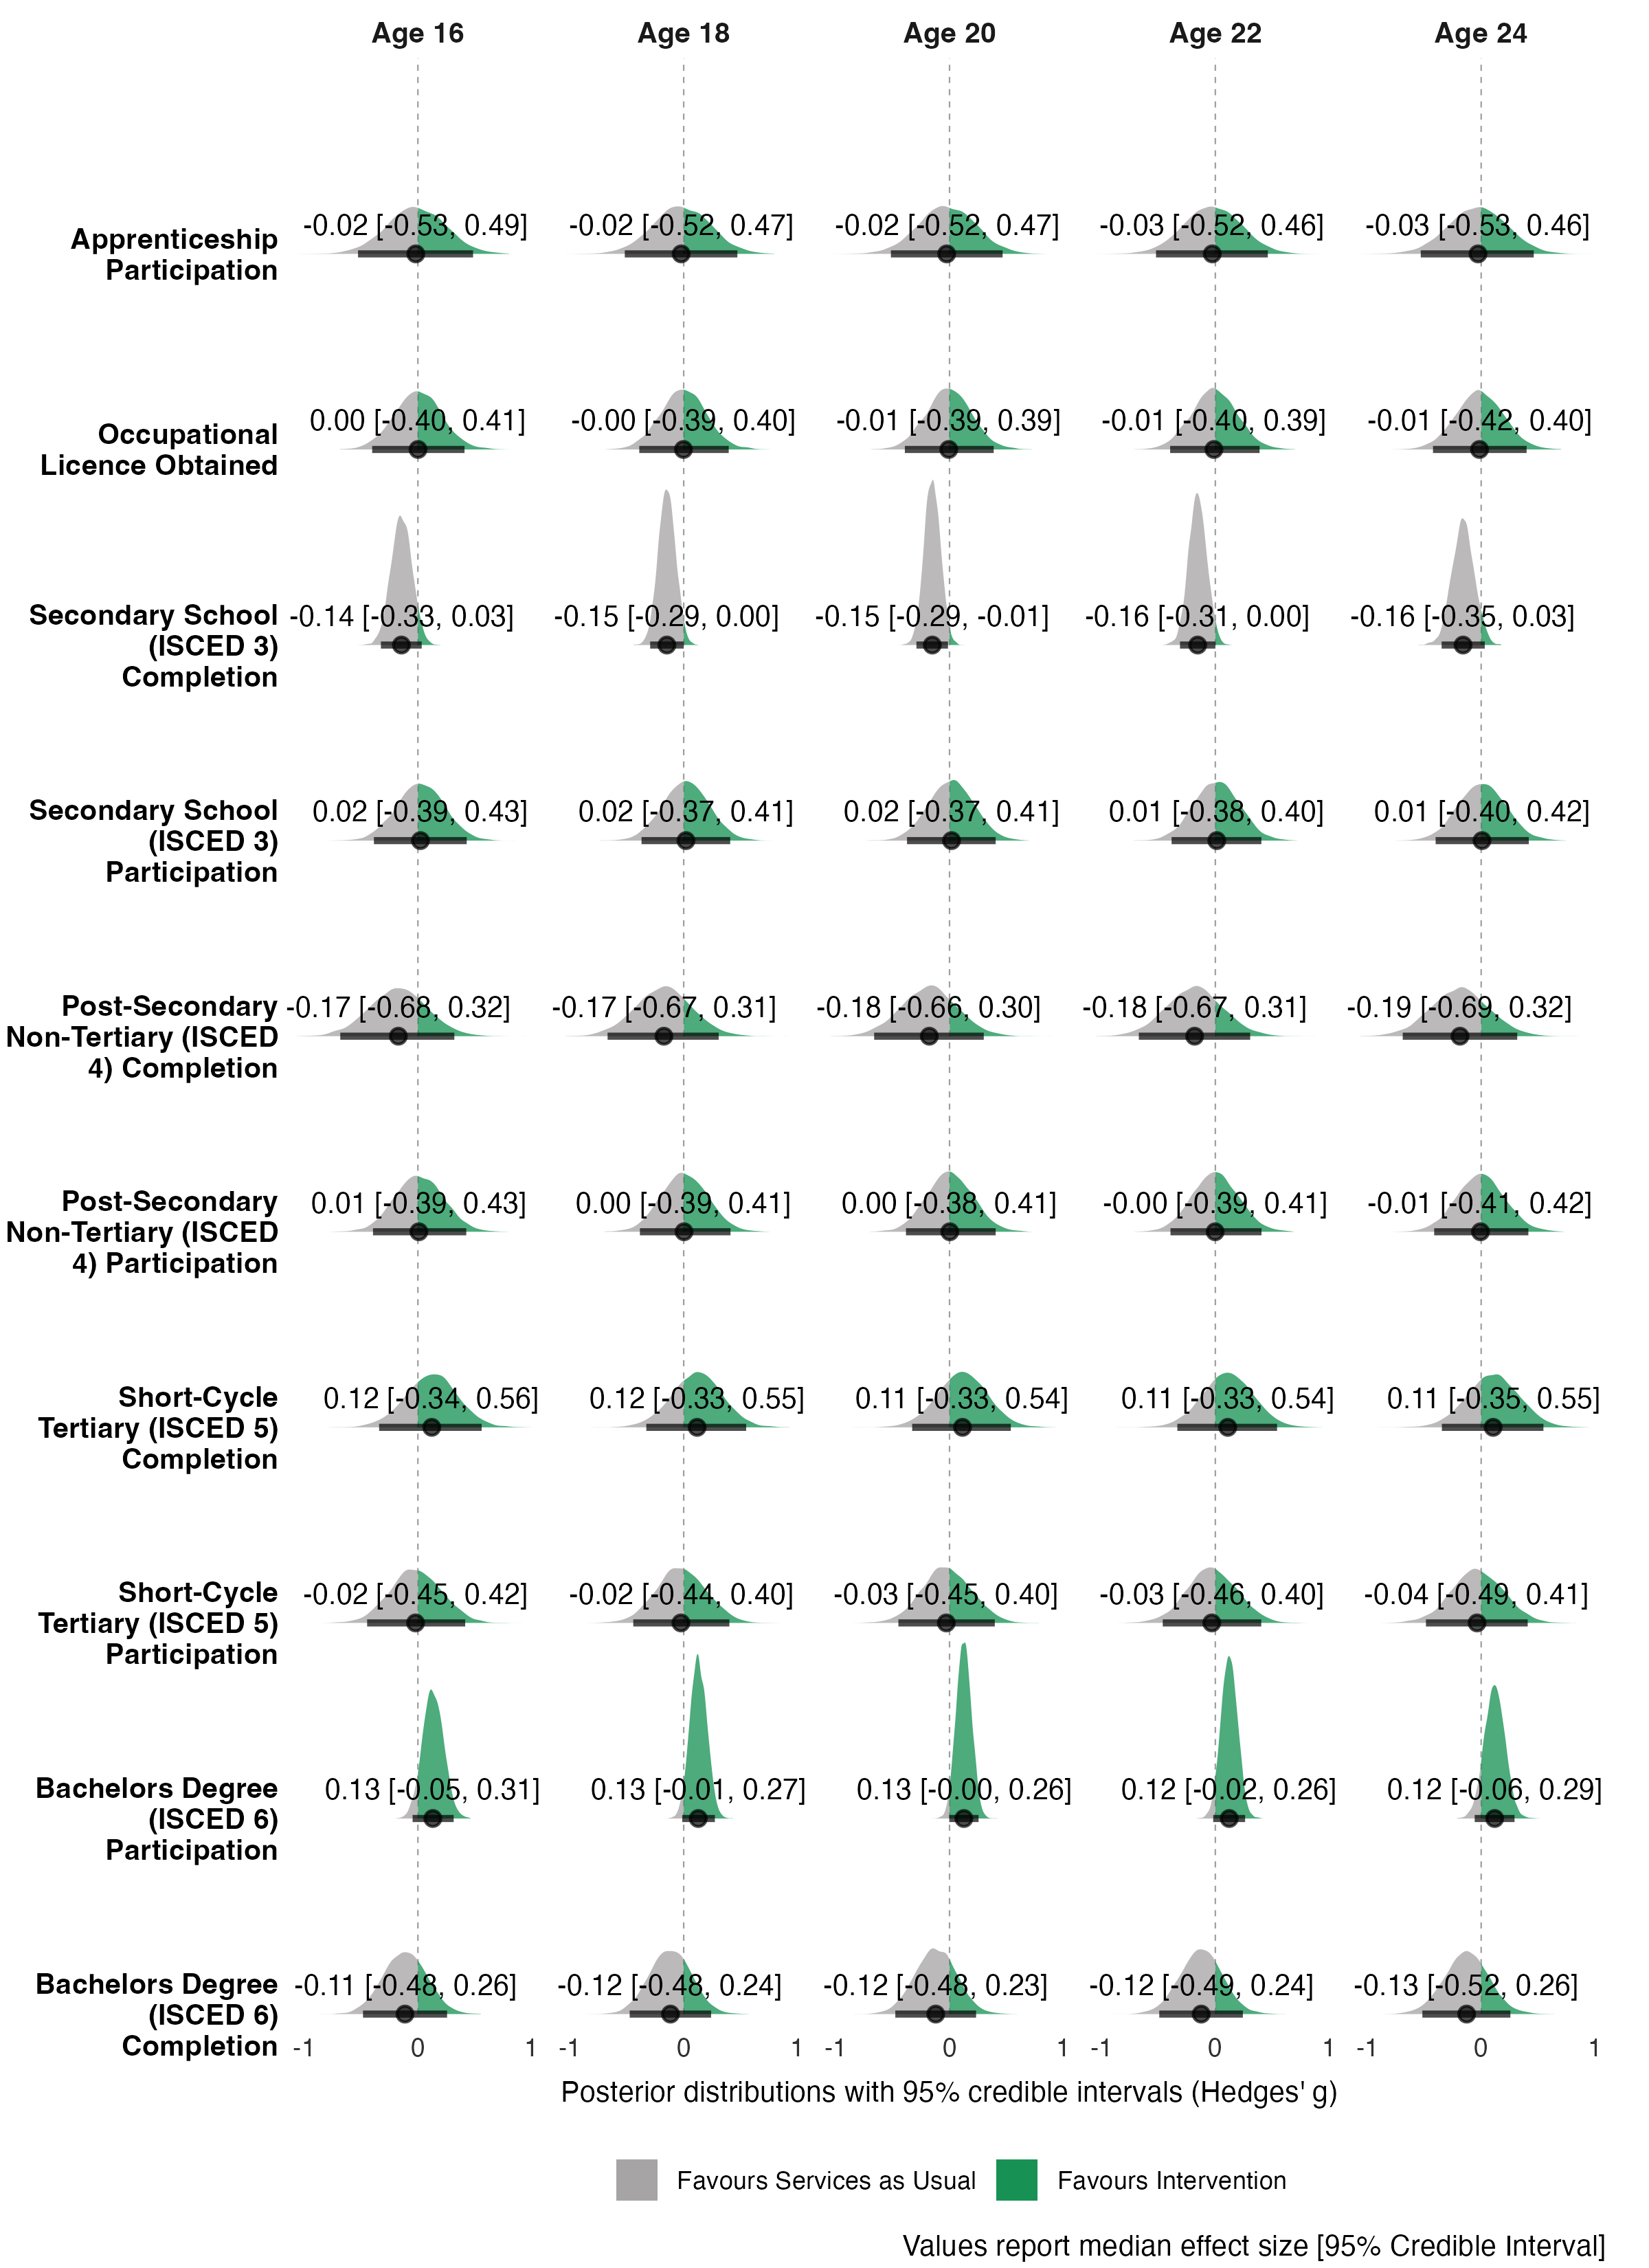 Age 16 Age 18 Age 20 Age 22 Age 24
-0.02 [-0.53, 0.49] -0.02 [-0.52, 0.47] -0.02 [-0.52, 0.47] -0.03 [-0.52, 0.46] -0.03 [-0.53, 0.46]
Apprenticeship
Participation
0.00 [-0.40, 0.41] -0.00 [-0.39, 0.40] -0.01 [-0.39, 0.39] -0.01 [-0.40, 0.39] -0.01 [-0.42, 0.40]
Occupational
Licence Obtained
Secondary School -0.14 [-0.33, 0.03] -0.15 [-0.29, 0.00] -0.15 [-0.29, -0.01] -0.16 [-0.31, 0.00] -0.16 [-0.35, 0.03]
(ISCED 3)
Completion
Secondary School 0.02 [-0.39, 0.43] 0.02 [-0.37, 0.41] 0.02 [-0.37, 0.41] 0.01 [-0.38, 0.40] 0.01 [-0.40, 0.42]
(ISCED 3)
Participation
Post-Secondary -0.17 [-0.68, 0.32] -0.17 [-0.67, 0.31] -0.18 [-0.66, 0.30] -0.18 [-0.67, 0.31] -0.19 [-0.69, 0.32]
Non-Tertiary (ISCED
4) Completion
Post-Secondary 0.01 [-0.39, 0.43] 0.00 [-0.39, 0.41] 0.00 [-0.38, 0.41] -0.00 [-0.39, 0.41] -0.01 [-0.41, 0.42]
Non-Tertiary (ISCED
4) Participation
Short-Cycle 0.12 [-0.34, 0.56] 0.12 [-0.33, 0.55] 0.11 [-0.33, 0.54] 0.11 [-0.33, 0.54] 0.11 [-0.35, 0.55]
Tertiary (ISCED 5)
Completion
Short-Cycle -0.02 [-0.45, 0.42] -0.02 [-0.44, 0.40] -0.03 [-0.45, 0.40] -0.03 [-0.46, 0.40] -0.04 [-0.49, 0.41]
Tertiary (ISCED 5)
Participation
Bachelors Degree 0.13 [-0.05, 0.31] 0.13 [-0.01, 0.27] 0.13 [-0.00, 0.26] 0.12 [-0.02, 0.26] 0.12 [-0.06, 0.29]
(ISCED 6)
Participation
Bachelors Degree -0.11 [-0.48, 0.26] -0.12 [-0.48, 0.24] -0.12 [-0.48, 0.23] -0.12 [-0.49, 0.24] -0.13 [-0.52, 0.26]
(ISCED 6)
Completion
-1 0 1 -1 0 1 -1 0 1 -1 0 1 -1 0 1
Posterior distributions with 95% credible intervals (Hedges' g)
Favours Services as Usual Favours Intervention
Values report median effect size [95% Credible Interval]